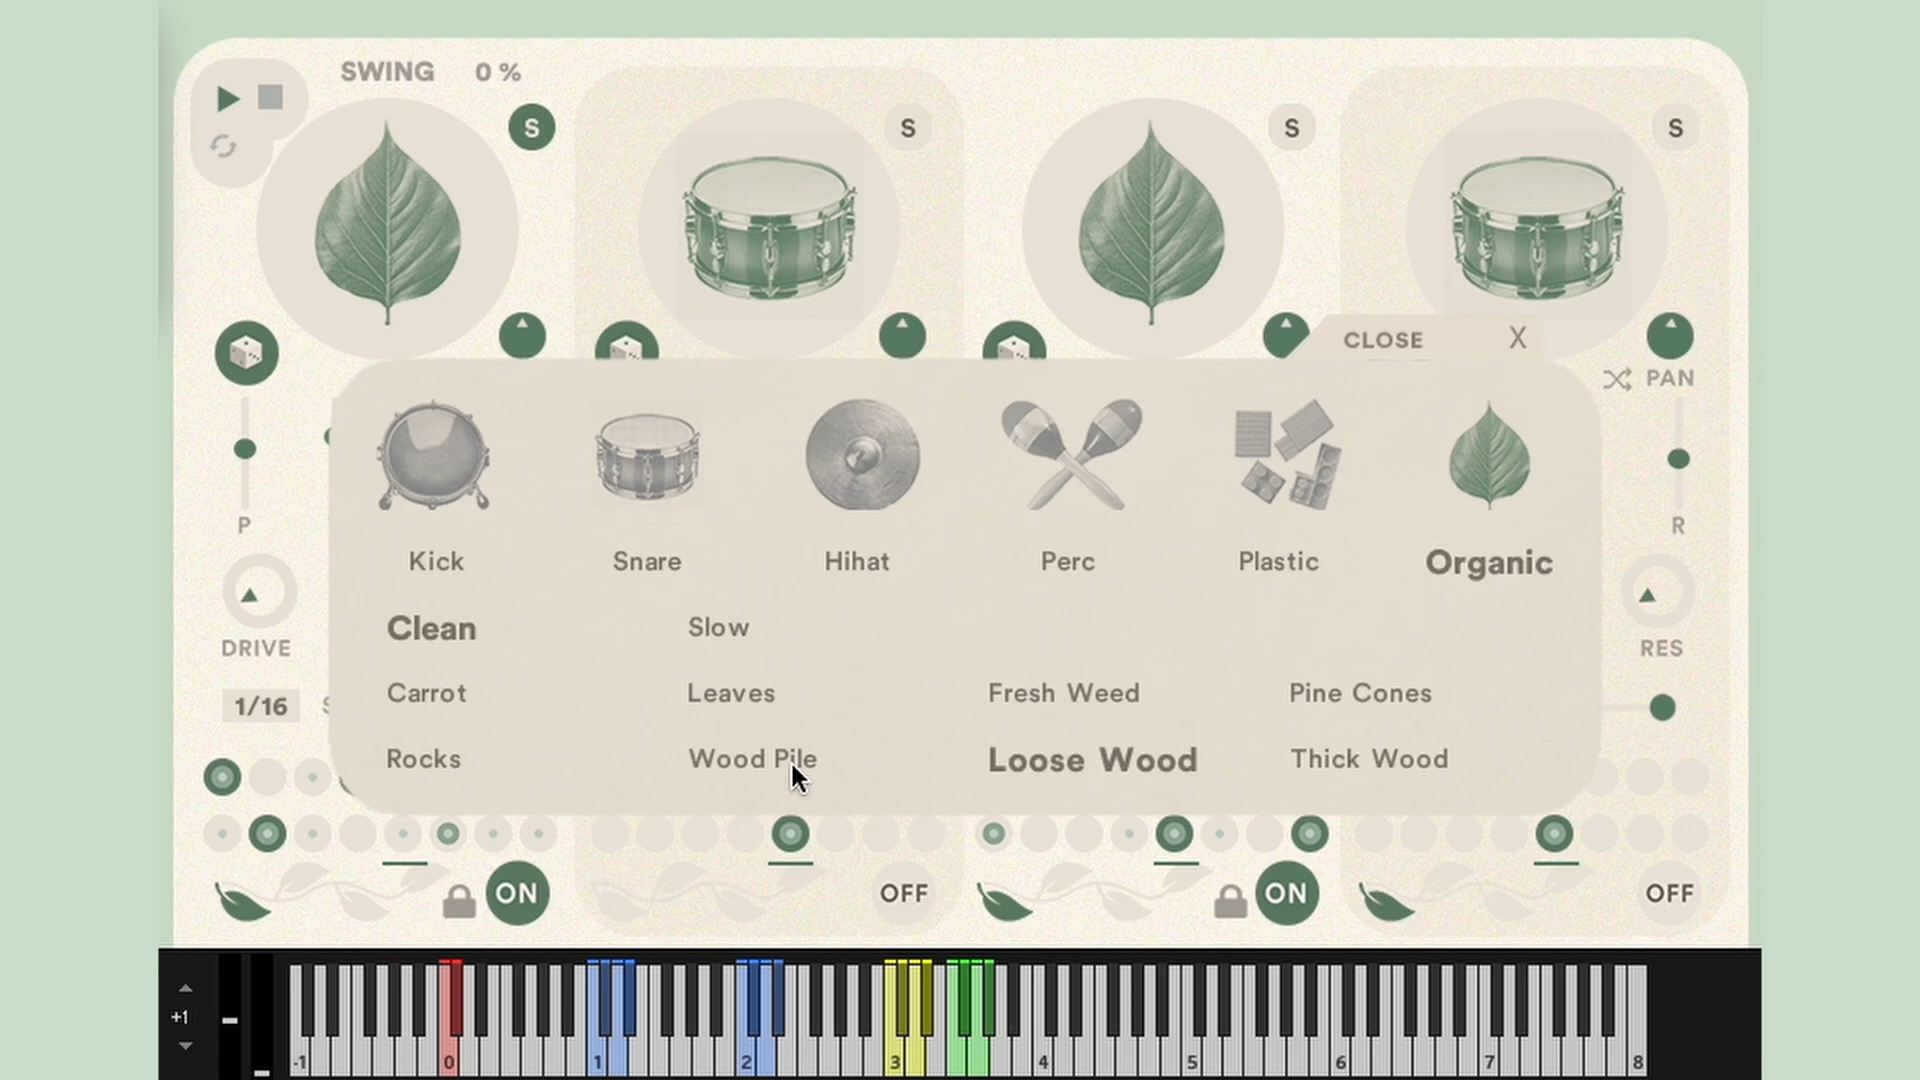 SWING 0 %
S S S S
CLOSE X
PAN
P R
Kick Snare Hihat Perc Plastic Organic
Clean Slow
DRIVE RES
Carrot Leaves Fresh Weed Pine Cones
1/16 S
Rocks Wood Pile Loose Wood Thick Wood
ON OFF ON OFF
+1
-1 0 1 2 3 4 5 6 7 8